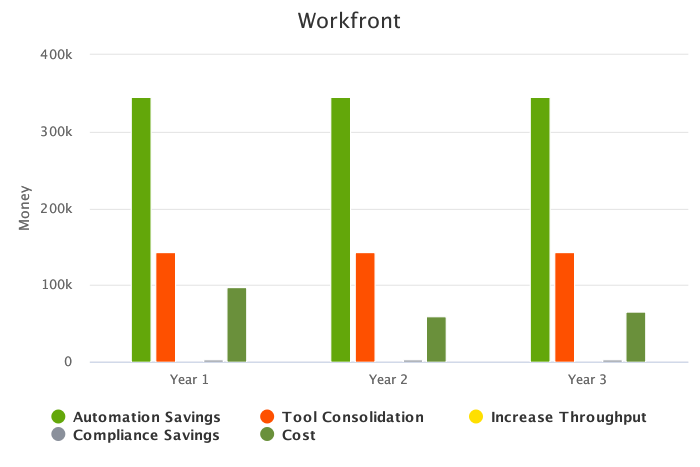 Workfront
400k
300k
200k
100k
0
Money
Year 1
Year 2
Year 3
Automation Savings
Tool Consolidation
Increase Throughput
Compliance Savings
Cost